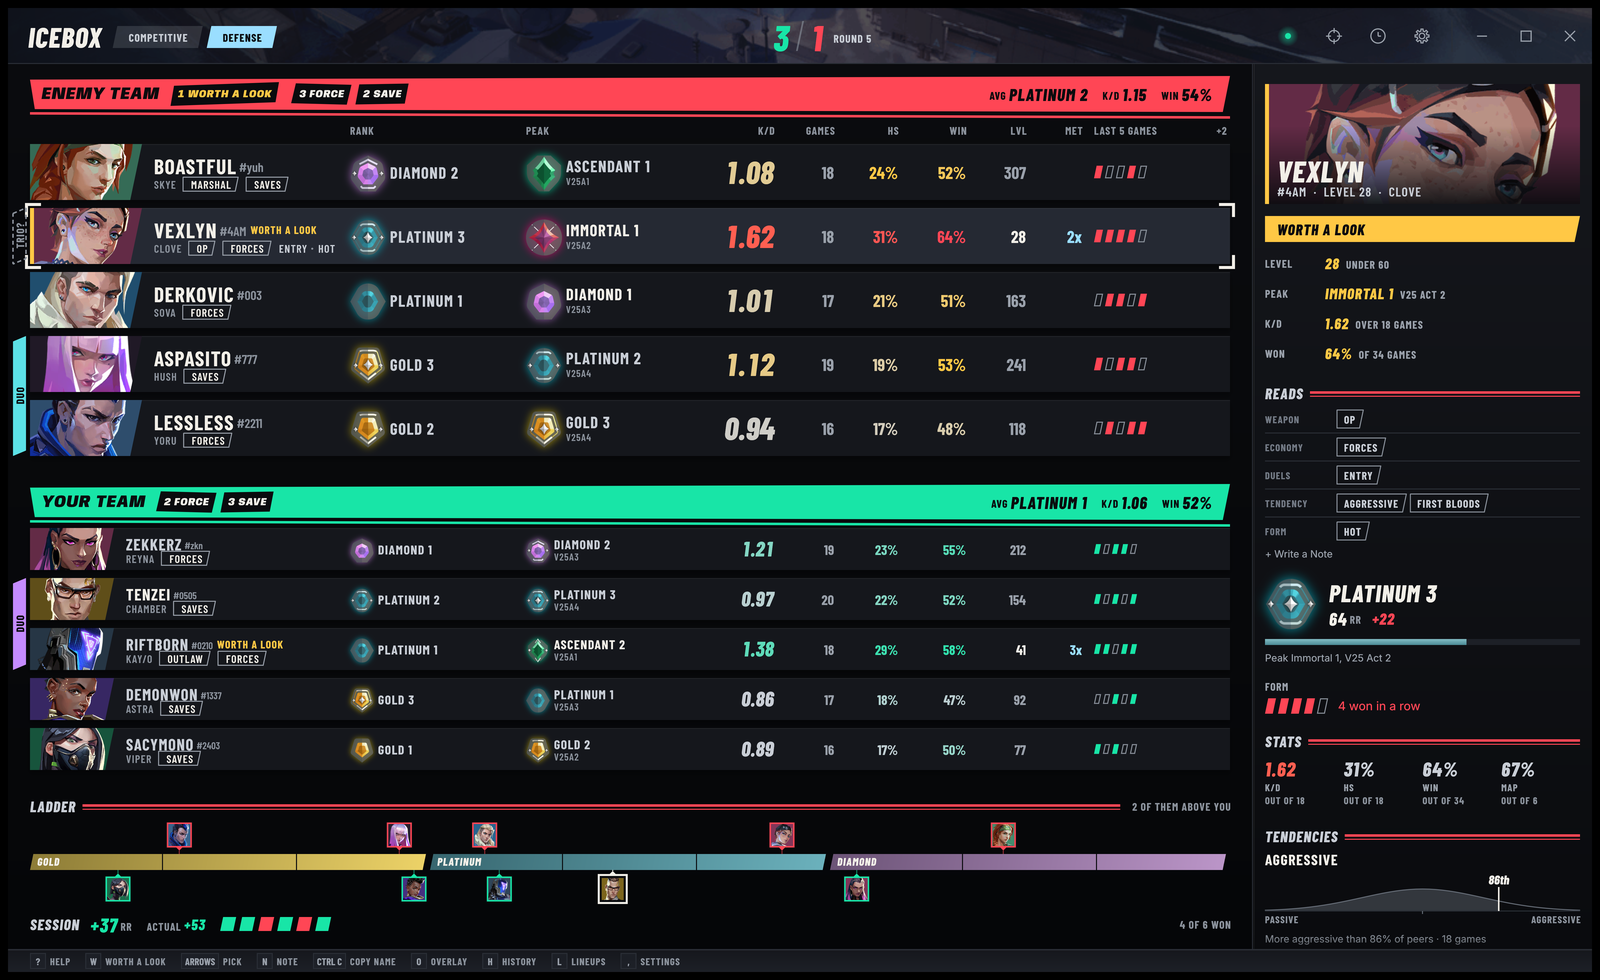 ICEBOX COMPETITIVE DEFENSE 3 / 1 ROUND 5
ENEMY TEAM 1 WORTH A LOOK 3 FORCE 2 SAVE AVG PLATINUM 2 K/D 1.15 WIN 54%
RANK PEAK K/D GAMES HS WIN LVL MET LAST 5 GAMES +2
BOASTFUL #yuh DIAMOND 2 ASCENDANT 1 1.08 18 24% 52% 307
SKYE MARSHAL SAVES V25A1
TRIO?
VEXLYN #4AM WORTH A LOOK PLATINUM 3 IMMORTAL 1 1.62 18 31% 64% 28 2x
CLOVE OP FORCES ENTRY · HOT V25A2
DERKOVIC #003 PLATINUM 1 DIAMOND 1 1.01 17 21% 51% 163
SOVA FORCES V25A3
DUO
ASPASITO #777 GOLD 3 PLATINUM 2 1.12 19 19% 53% 241
HUSH SAVES V25A4
LESSLESS #2211 GOLD 2 GOLD 3 0.94 16 17% 48% 118
YORU FORCES V25A4
YOUR TEAM 2 FORCE 3 SAVE AVG PLATINUM 1 K/D 1.06 WIN 52%
ZEKKERZ #zkn DIAMOND 1 DIAMOND 2 1.21 19 23% 55% 212
REYNA FORCES V25A3
DUO
TENZEI #0505 PLATINUM 2 PLATINUM 3 0.97 20 22% 52% 154
CHAMBER SAVES V25A4
RIFTBORN #0210 WORTH A LOOK PLATINUM 1 ASCENDANT 2 1.38 18 29% 58% 41 3x
KAY/O OUTLAW FORCES V25A1
DEMONWON #1337 GOLD 3 PLATINUM 1 0.86 17 18% 47% 92
ASTRA SAVES V25A3
SACYMONO #2403 GOLD 1 GOLD 2 0.89 16 17% 50% 77
VIPER SAVES V25A2
LADDER 2 OF THEM ABOVE YOU
GOLD PLATINUM DIAMOND
SESSION +37 RR ACTUAL +53 4 OF 6 WON
VEXLYN
#4AM · LEVEL 28 · CLOVE
WORTH A LOOK
LEVEL 28 UNDER 60
PEAK IMMORTAL 1 V25 ACT 2
K/D 1.62 OVER 18 GAMES
WON 64% OF 34 GAMES
READS
WEAPON OP
ECONOMY FORCES
DUELS ENTRY
TENDENCY AGGRESSIVE FIRST BLOODS
FORM HOT
+ Write a Note
PLATINUM 3
64 RR +22
Peak Immortal 1, V25 Act 2
FORM
4 won in a row
STATS
1.62 31% 64% 67%
K/D HS WIN MAP
OUT OF 18 OUT OF 18 OUT OF 34 OUT OF 6
TENDENCIES
AGGRESSIVE
86th
PASSIVE AGGRESSIVE
More aggressive than 86% of peers · 18 games
? HELP W WORTH A LOOK ARROWS PICK N NOTE CTRL C COPY NAME O OVERLAY H HISTORY L LINEUPS , SETTINGS